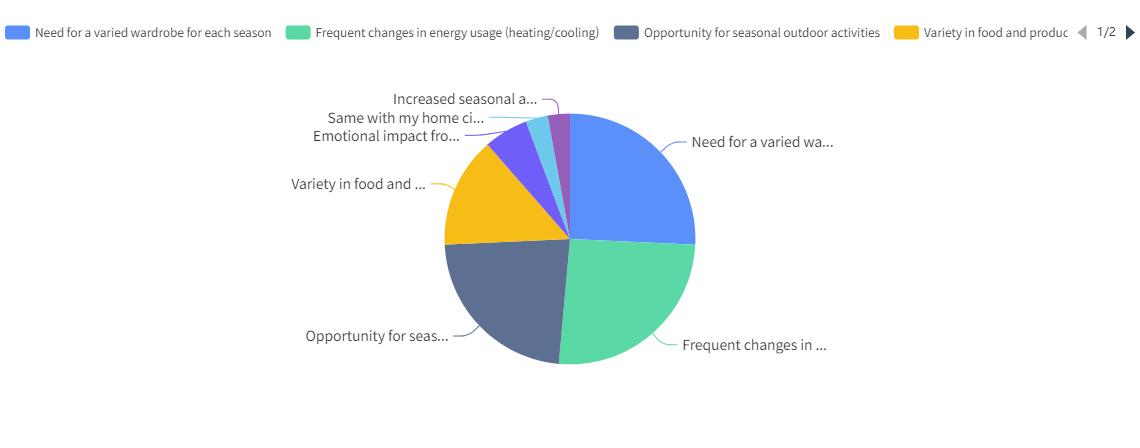 Need for a varied wardrobe for each season
Frequent changes in energy usage (heating/cooling)
Opportunity for seasonal outdoor activities
Variety in food and produc
1/2
Increased seasonal a...
Same with my home ci...
Emotional impact fro...
Need for a varied wa...
Variety in food and ...
Opportunity for seas...
Frequent changes in ...